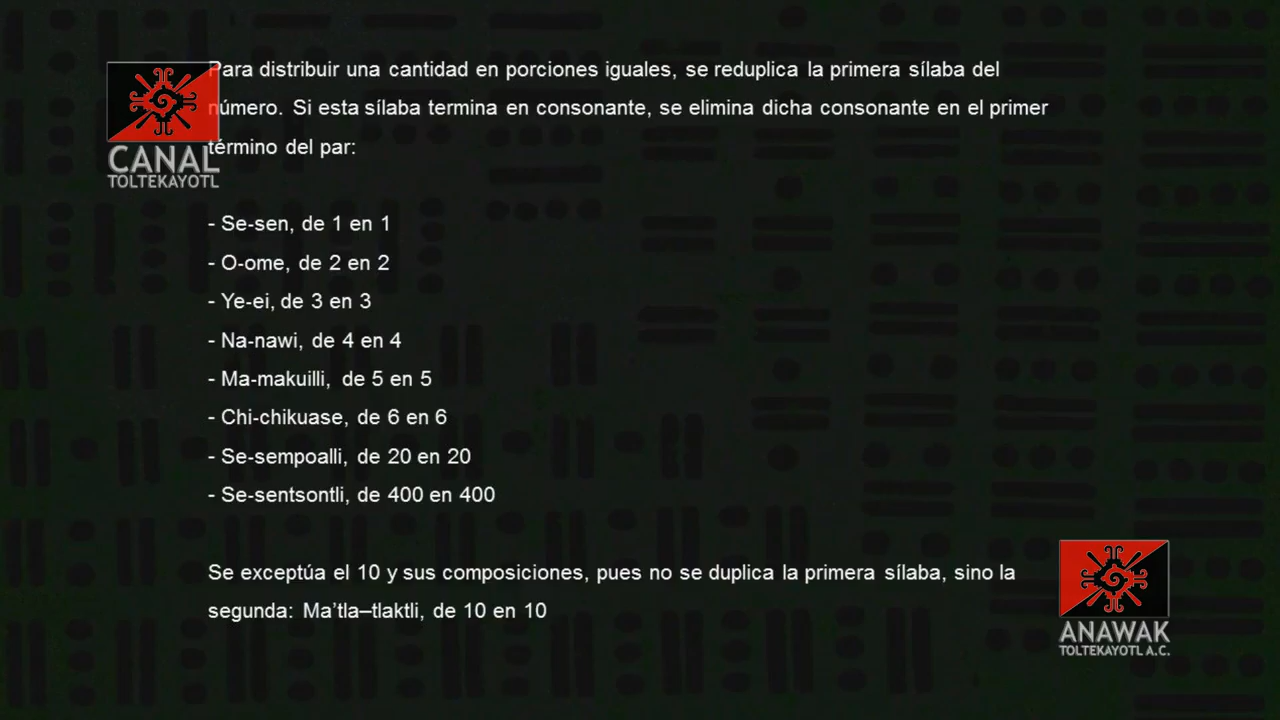 Para distribuir una cantidad en porciones iguales, se reduplica la primera sílaba del
número. Si esta sílaba termina en consonante, se elimina dicha consonante en el primer
término del par:
CANAL
TOLTEKAYOTL
- Se-sen, de 1 en 1
- O-ome, de 2 en 2
- Ye-ei, de 3 en 3
- Na-nawi, de 4 en 4
- Ma-makuilli, de 5 en 5
- Chi-chikuase, de 6 en 6
- Se-sempoalli, de 20 en 20
- Se-sentsontli, de 400 en 400
Se exceptúa el 10 y sus composiciones, pues no se duplica la primera sílaba, sino la
segunda: Ma’tla–tlaktli, de 10 en 10
ANAWAK
TOLTEKAYOTL A.C.